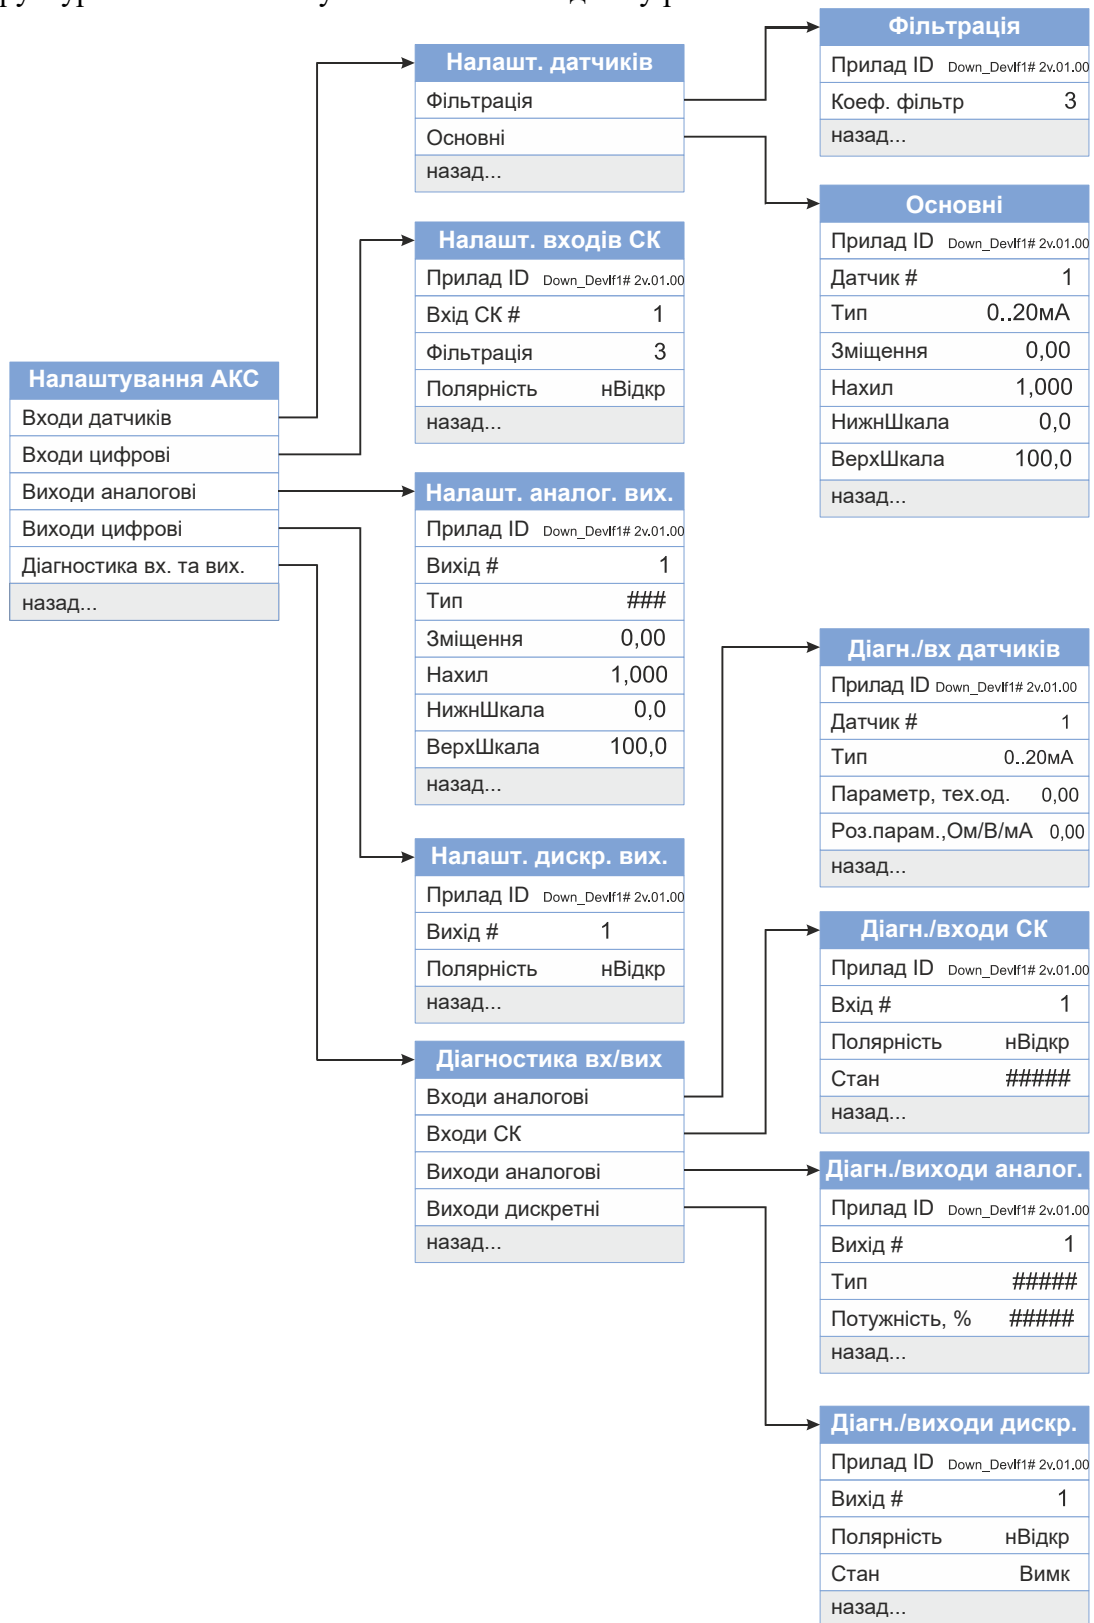 Налаштування АКС
Входи датчиків
Входи цифрові
Виходи аналогові
Виходи цифрові
Діагностика вх. та вих.
назад...
Налашт. датчиків
Фільтрація
Основні
назад...
Налашт. входів СК
Прилад ID Down_DevIf1# 2v.01.00
Вхід СК # 1
Фільтрація 3
Полярність нВідкр
назад...
Налашт. аналог. вих.
Прилад ID Down_DevIf1# 2v.01.00
Вихід # 1
Тип ###
Зміщення 0,00
Нахил 1,000
НижнШкала 0,0
ВерхШкала 100,0
назад...
Налашт. дискр. вих.
Прилад ID Down_DevIf1# 2v.01.00
Вихід # 1
Полярність нВідкр
назад...
Діагностика вх/вих
Входи аналогові
Входи СК
Виходи аналогові
Виходи дискретні
назад...
Фільтрація
Прилад ID Down_DevIf1# 2v.01.00
Коеф. фільтр 3
назад...
Основні
Прилад ID Down_DevIf1# 2v.01.00
Датчик # 1
Тип 0..20мА
Зміщення 0,00
Нахил 1,000
НижнШкала 0,0
ВерхШкала 100,0
назад...
Діагн./вх датчиків
Прилад ID Down_DevIf1# 2v.01.00
Датчик # 1
Тип 0..20мА
Параметр, тех.од. 0,00
Роз.парам.,Ом/В/мА 0,00
назад...
Діагн./входи СК
Прилад ID Down_DevIf1# 2v.01.00
Вхід # 1
Полярність нВідкр
Стан #####
назад...
Діагн./виходи аналог.
Прилад ID Down_DevIf1# 2v.01.00
Вихід # 1
Тип #####
Потужність, % #####
назад...
Діагн./виходи дискр.
Прилад ID Down_DevIf1# 2v.01.00
Вихід # 1
Полярність нВідкр
Стан Вимк
назад...